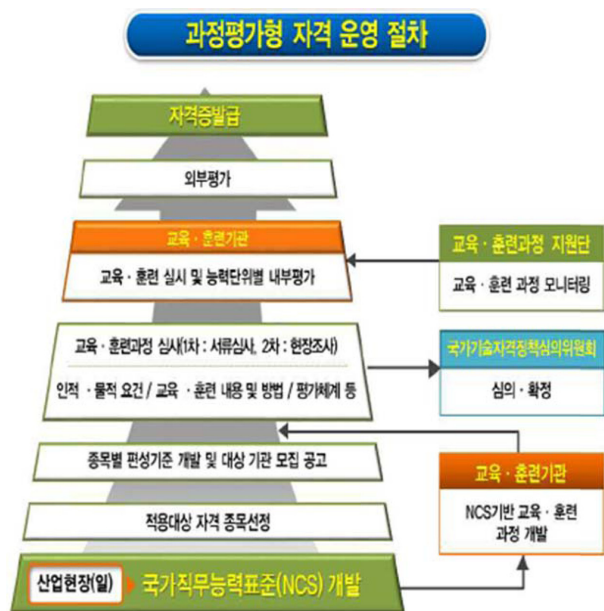 과정평가형 자격 운영 절차
자격증발급
외부평가
교육·훈련기관
교육·훈련 실시 및 능력단위별 내부평가
교육·훈련과정 지원단
교육·훈련 과정 모니터링
교육·훈련과정 심사(1차 : 서류심사, 2차 : 현장조사)
인적·물적 요건 / 교육·훈련 내용 및 방법 / 평가체계 등
국가기술자격정책심의위원회
심의·확정
종목별 편성기준 개발 및 대상 기관 모집 공고
교육·훈련기관
NCS기반 교육·훈련
과정 개발
적용대상 자격 종목선정
산업현장(일)
국가직무능력표준(NCS) 개발